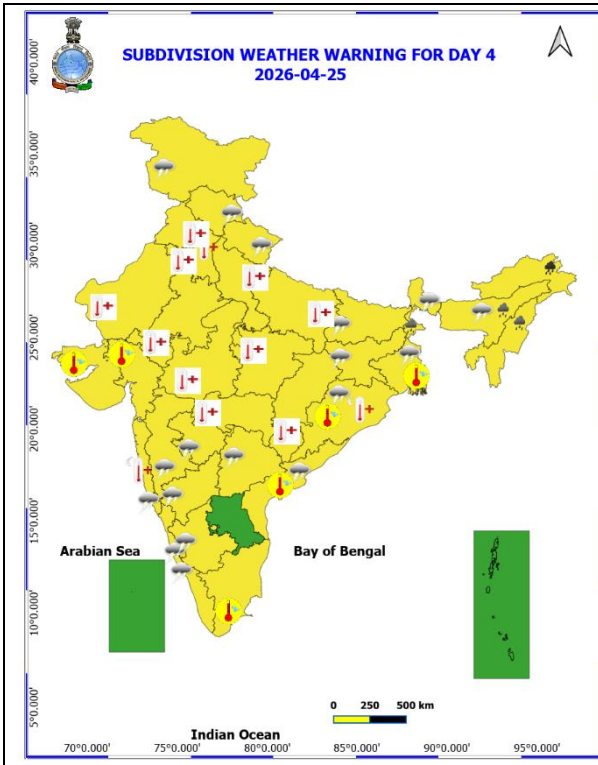 SUBDIVISION WEATHER WARNING FOR DAY 4
2026-04-25
40°0.000'
35°0.000'
30°0.000'
25°0.000'
20°0.000'
15°0.000'
10°0.000'
5°0.000'
Arabian Sea
Bay of Bengal
0 250 500 km
Indian Ocean
70°0.000' 75°0.000' 80°0.000' 85°0.000' 90°0.000' 95°0.000'